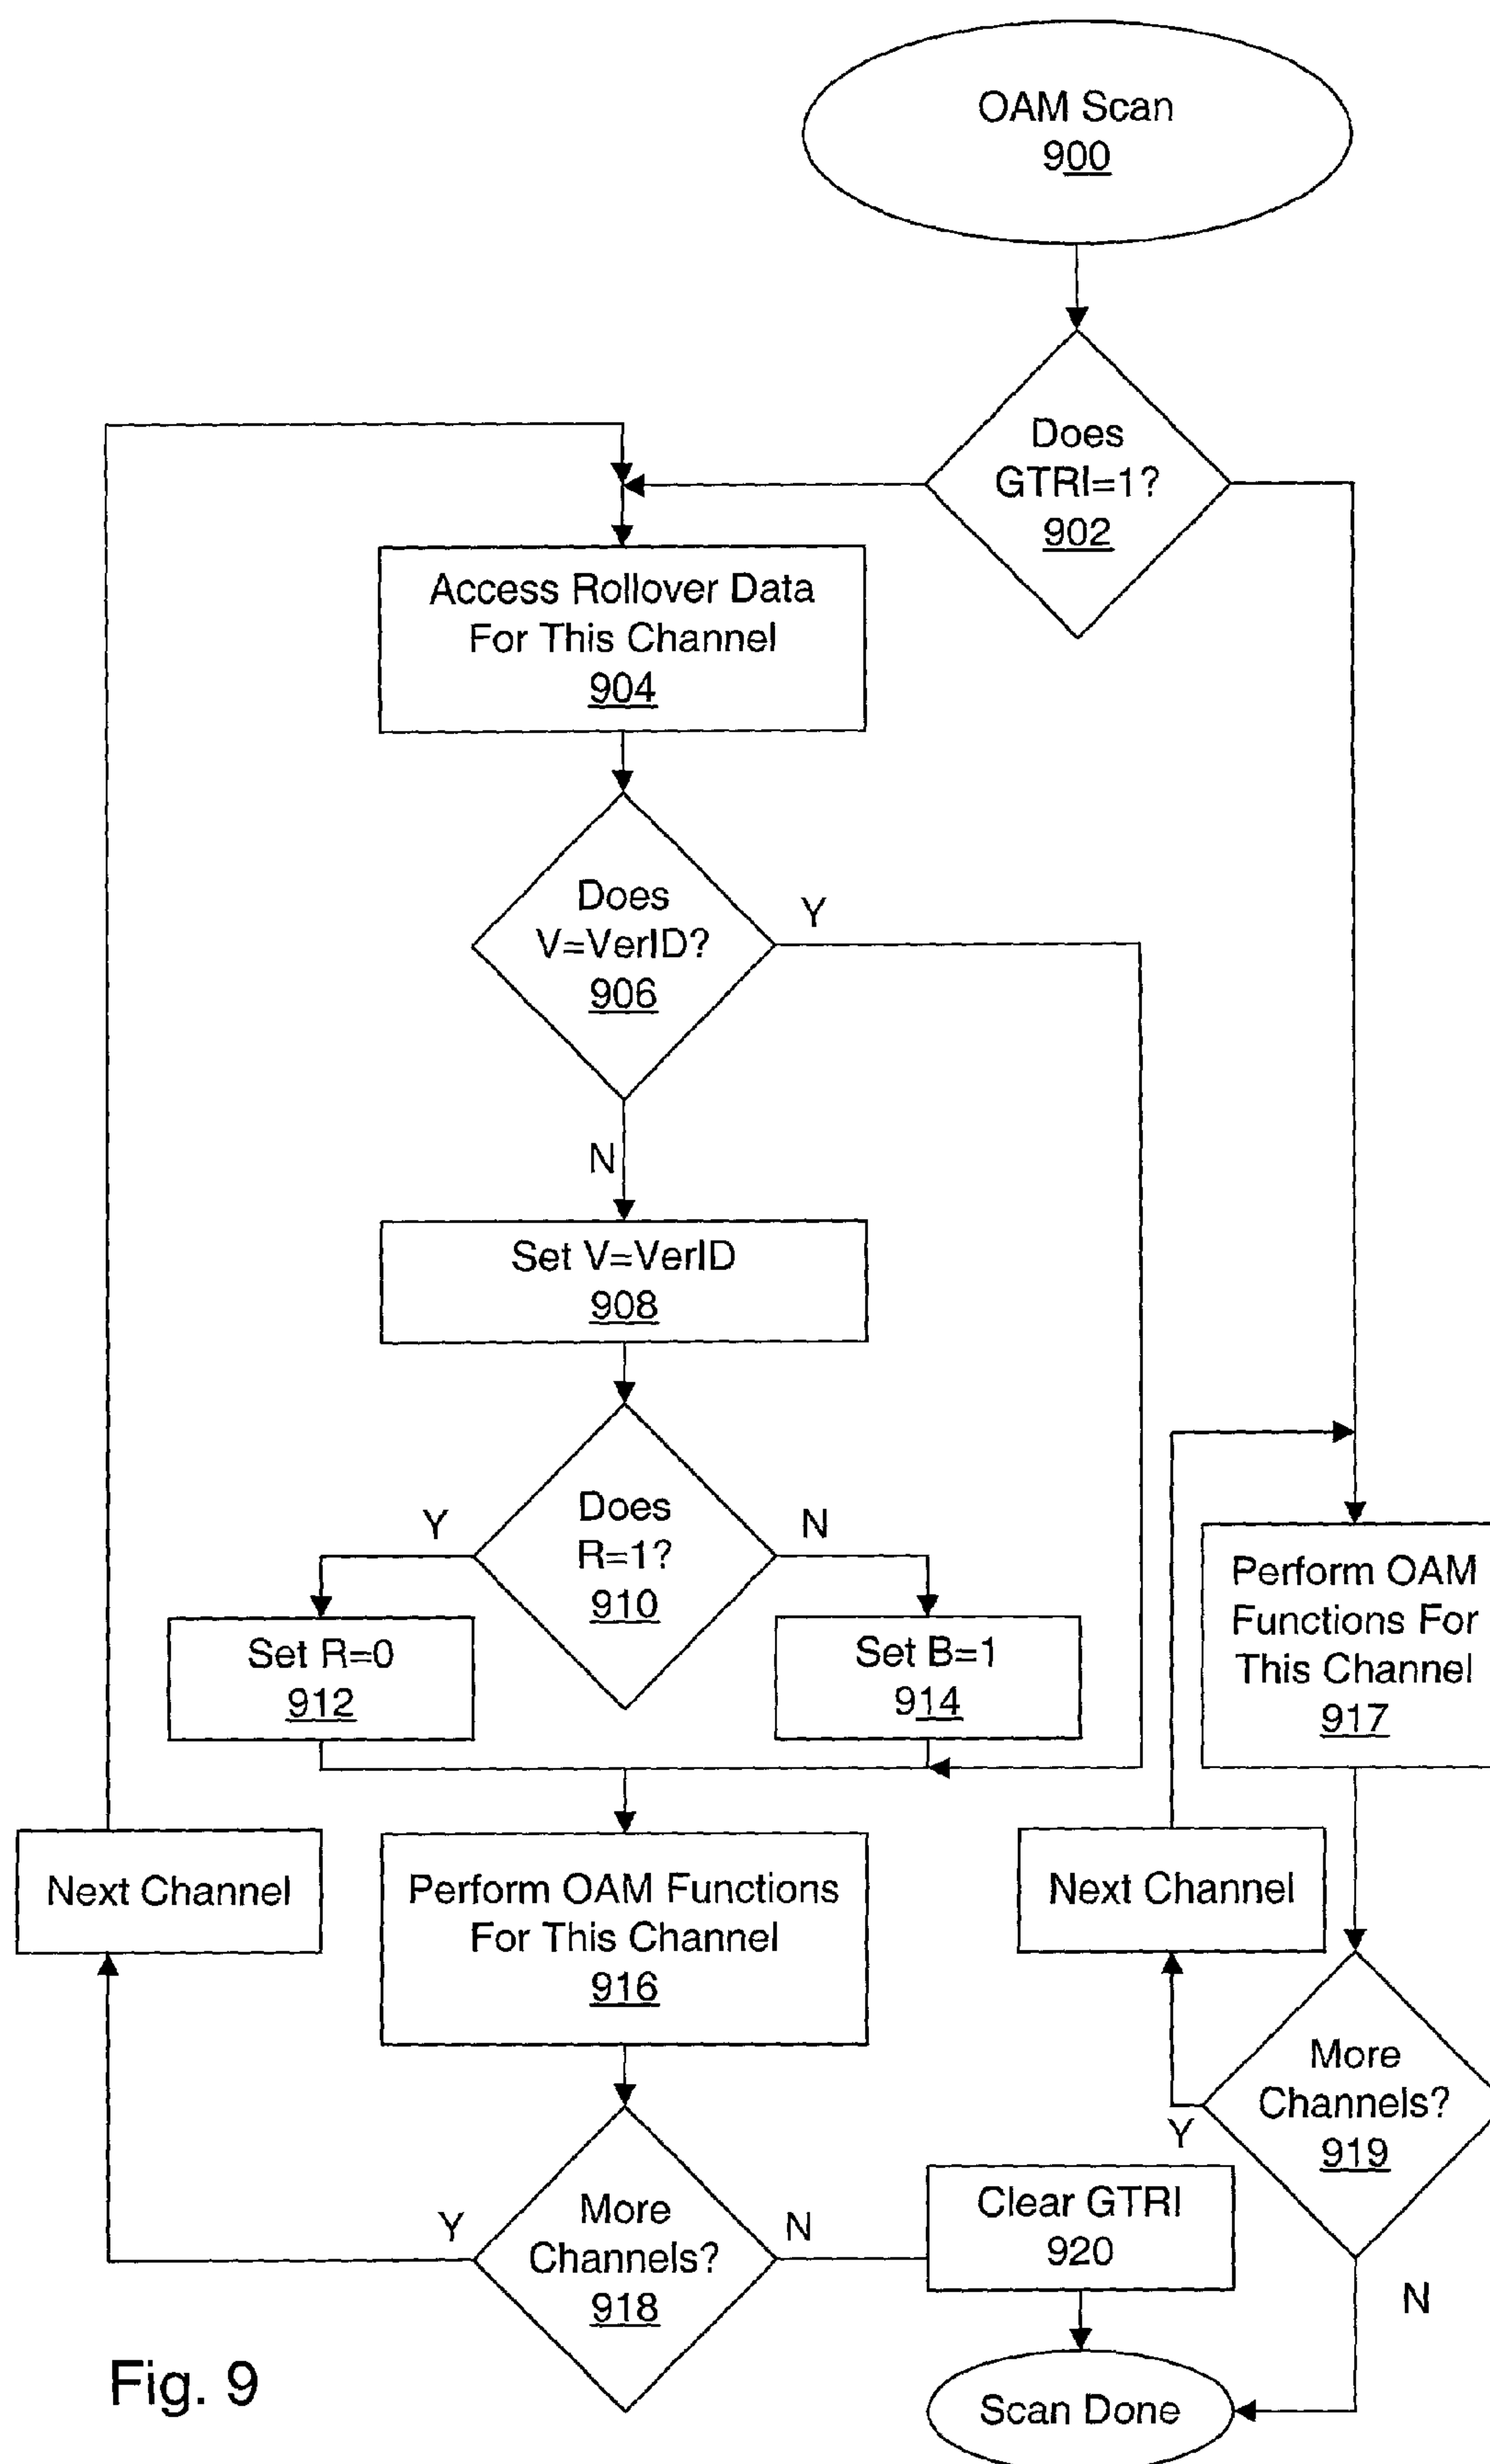 OAM Scan
900
Does
GTRI=1?
902
Access Rollover Data
For This Channel
904
Does
V=VerID?
906
Y
N
Set V=VerID
908
Does
R=1?
910
Y
N
Set R=0
912
Set B=1
914
Perform OAM
Functions For
This Channel
917
Next Channel
Perform OAM Functions
For This Channel
916
Next Channel
More
Channels?
919
Y
N
More
Channels?
918
Y
N
Clear GTRI
920
Scan Done
Fig. 9